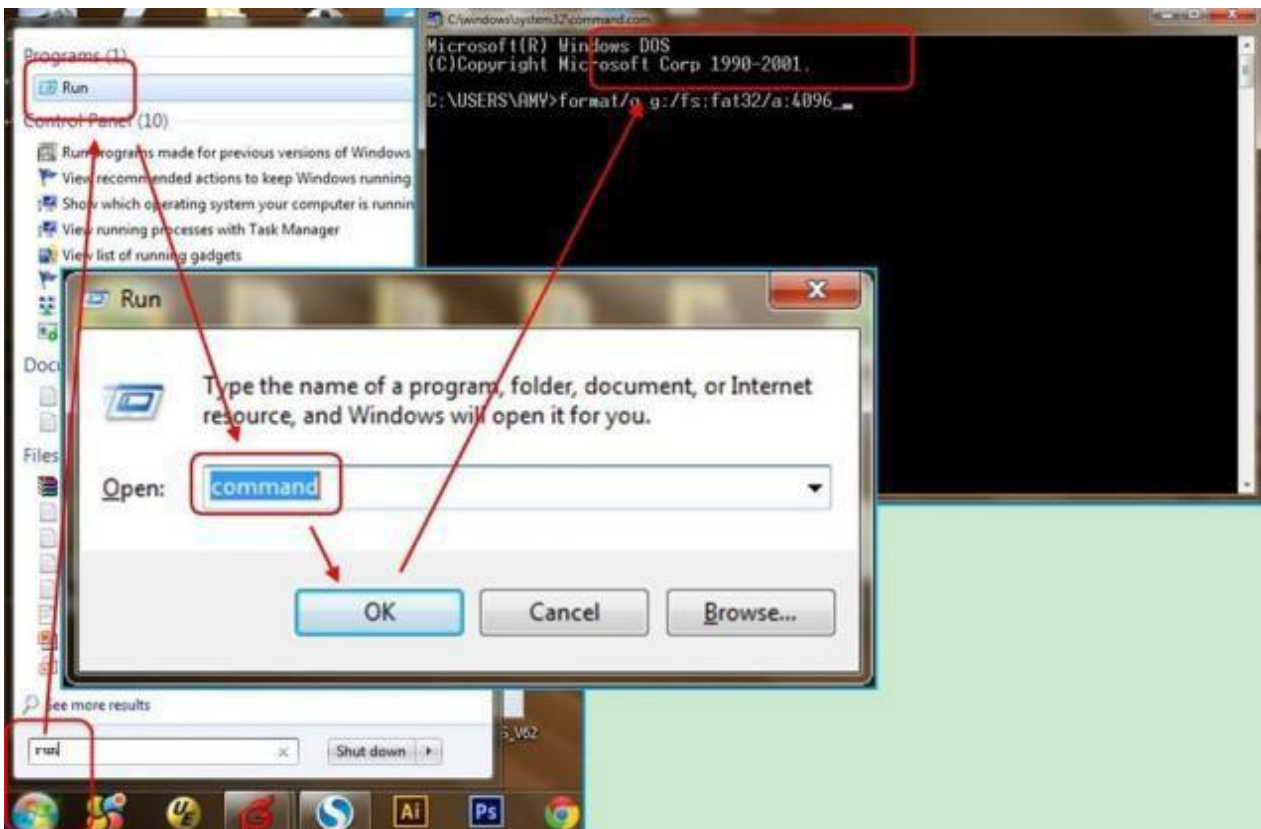 Programs (1)
Run
Control Panel (10)
Run programs made for previous versions of Windows
View recommended actions to keep Windows running
Show which operating system your computer is runnin
View running processes with Task Manager
View list of running gadgets
Docu
Files
See more results
run
Shut down
C:\windows\system32\command.com
Microsoft(R) Windows DOS
(C)Copyright Microsoft Corp 1990-2001.
C:\USERS\AMY>format/q g:/fs:fat32/a:4096_
Run
Type the name of a program, folder, document, or Internet
resource, and Windows will open it for you.
Open:
command
OK
Cancel
Browse...
S_V62
UE
Ai
Ps